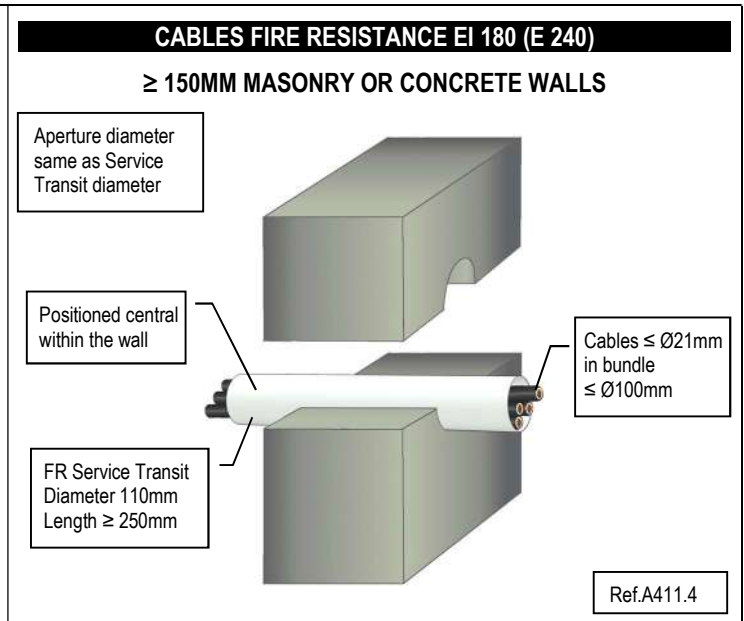 CABLES FIRE RESISTANCE EI 180 (E 240)
≥ 150MM MASONRY OR CONCRETE WALLS
Aperture diameter
same as Service
Transit diameter
Positioned central
within the wall
Cables ≤ Ø21mm
in bundle
≤ Ø100mm
FR Service Transit
Diameter 110mm
Length ≥ 250mm
Ref.A411.4